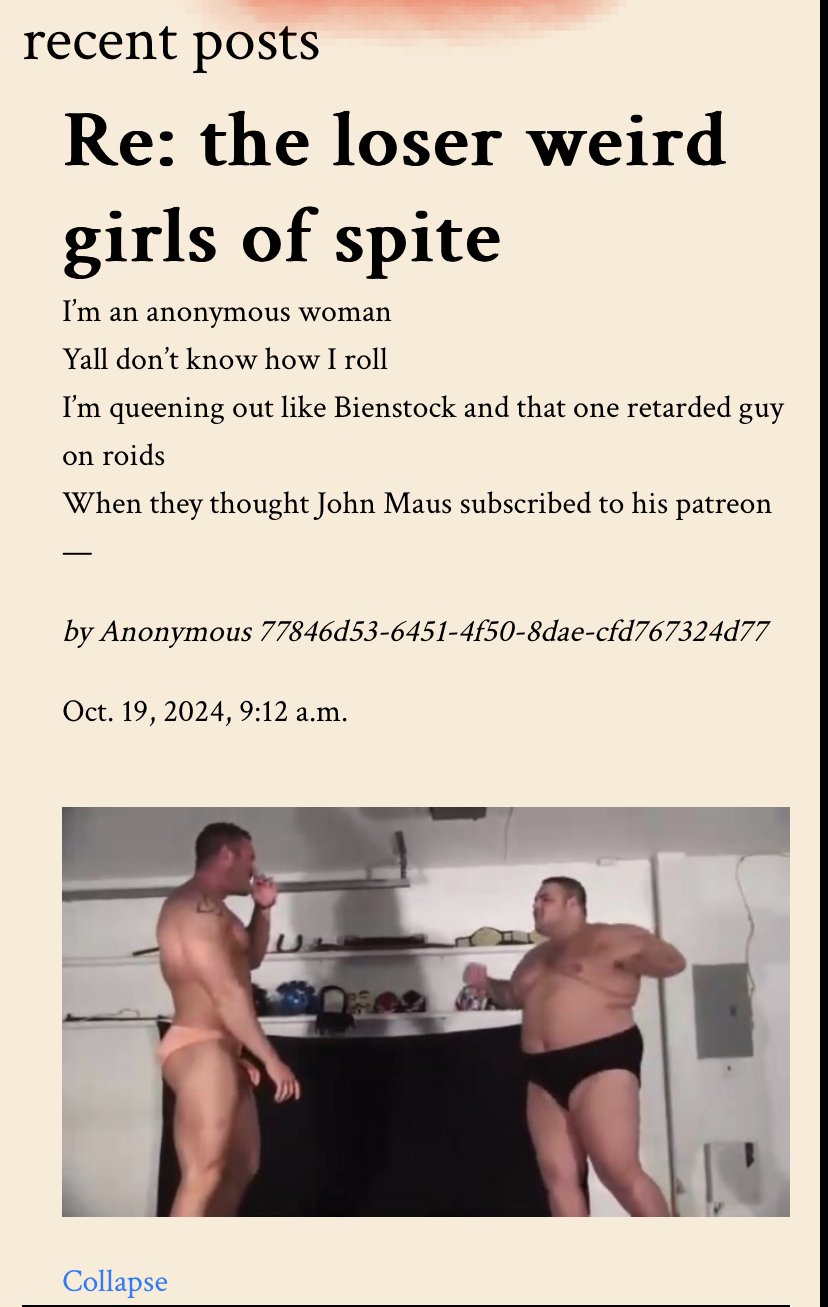 recent posts
Re: the loser weird
girls of spite
I’m an anonymous woman
Yall don’t know how I roll
I’m queening out like Bienstock and that one retarded guy
on roids
When they thought John Maus subscribed to his patreon
—
by Anonymous 77846d53-6451-4f50-8dae-cfd767324d77
Oct. 19, 2024, 9:12 a.m.
Collapse